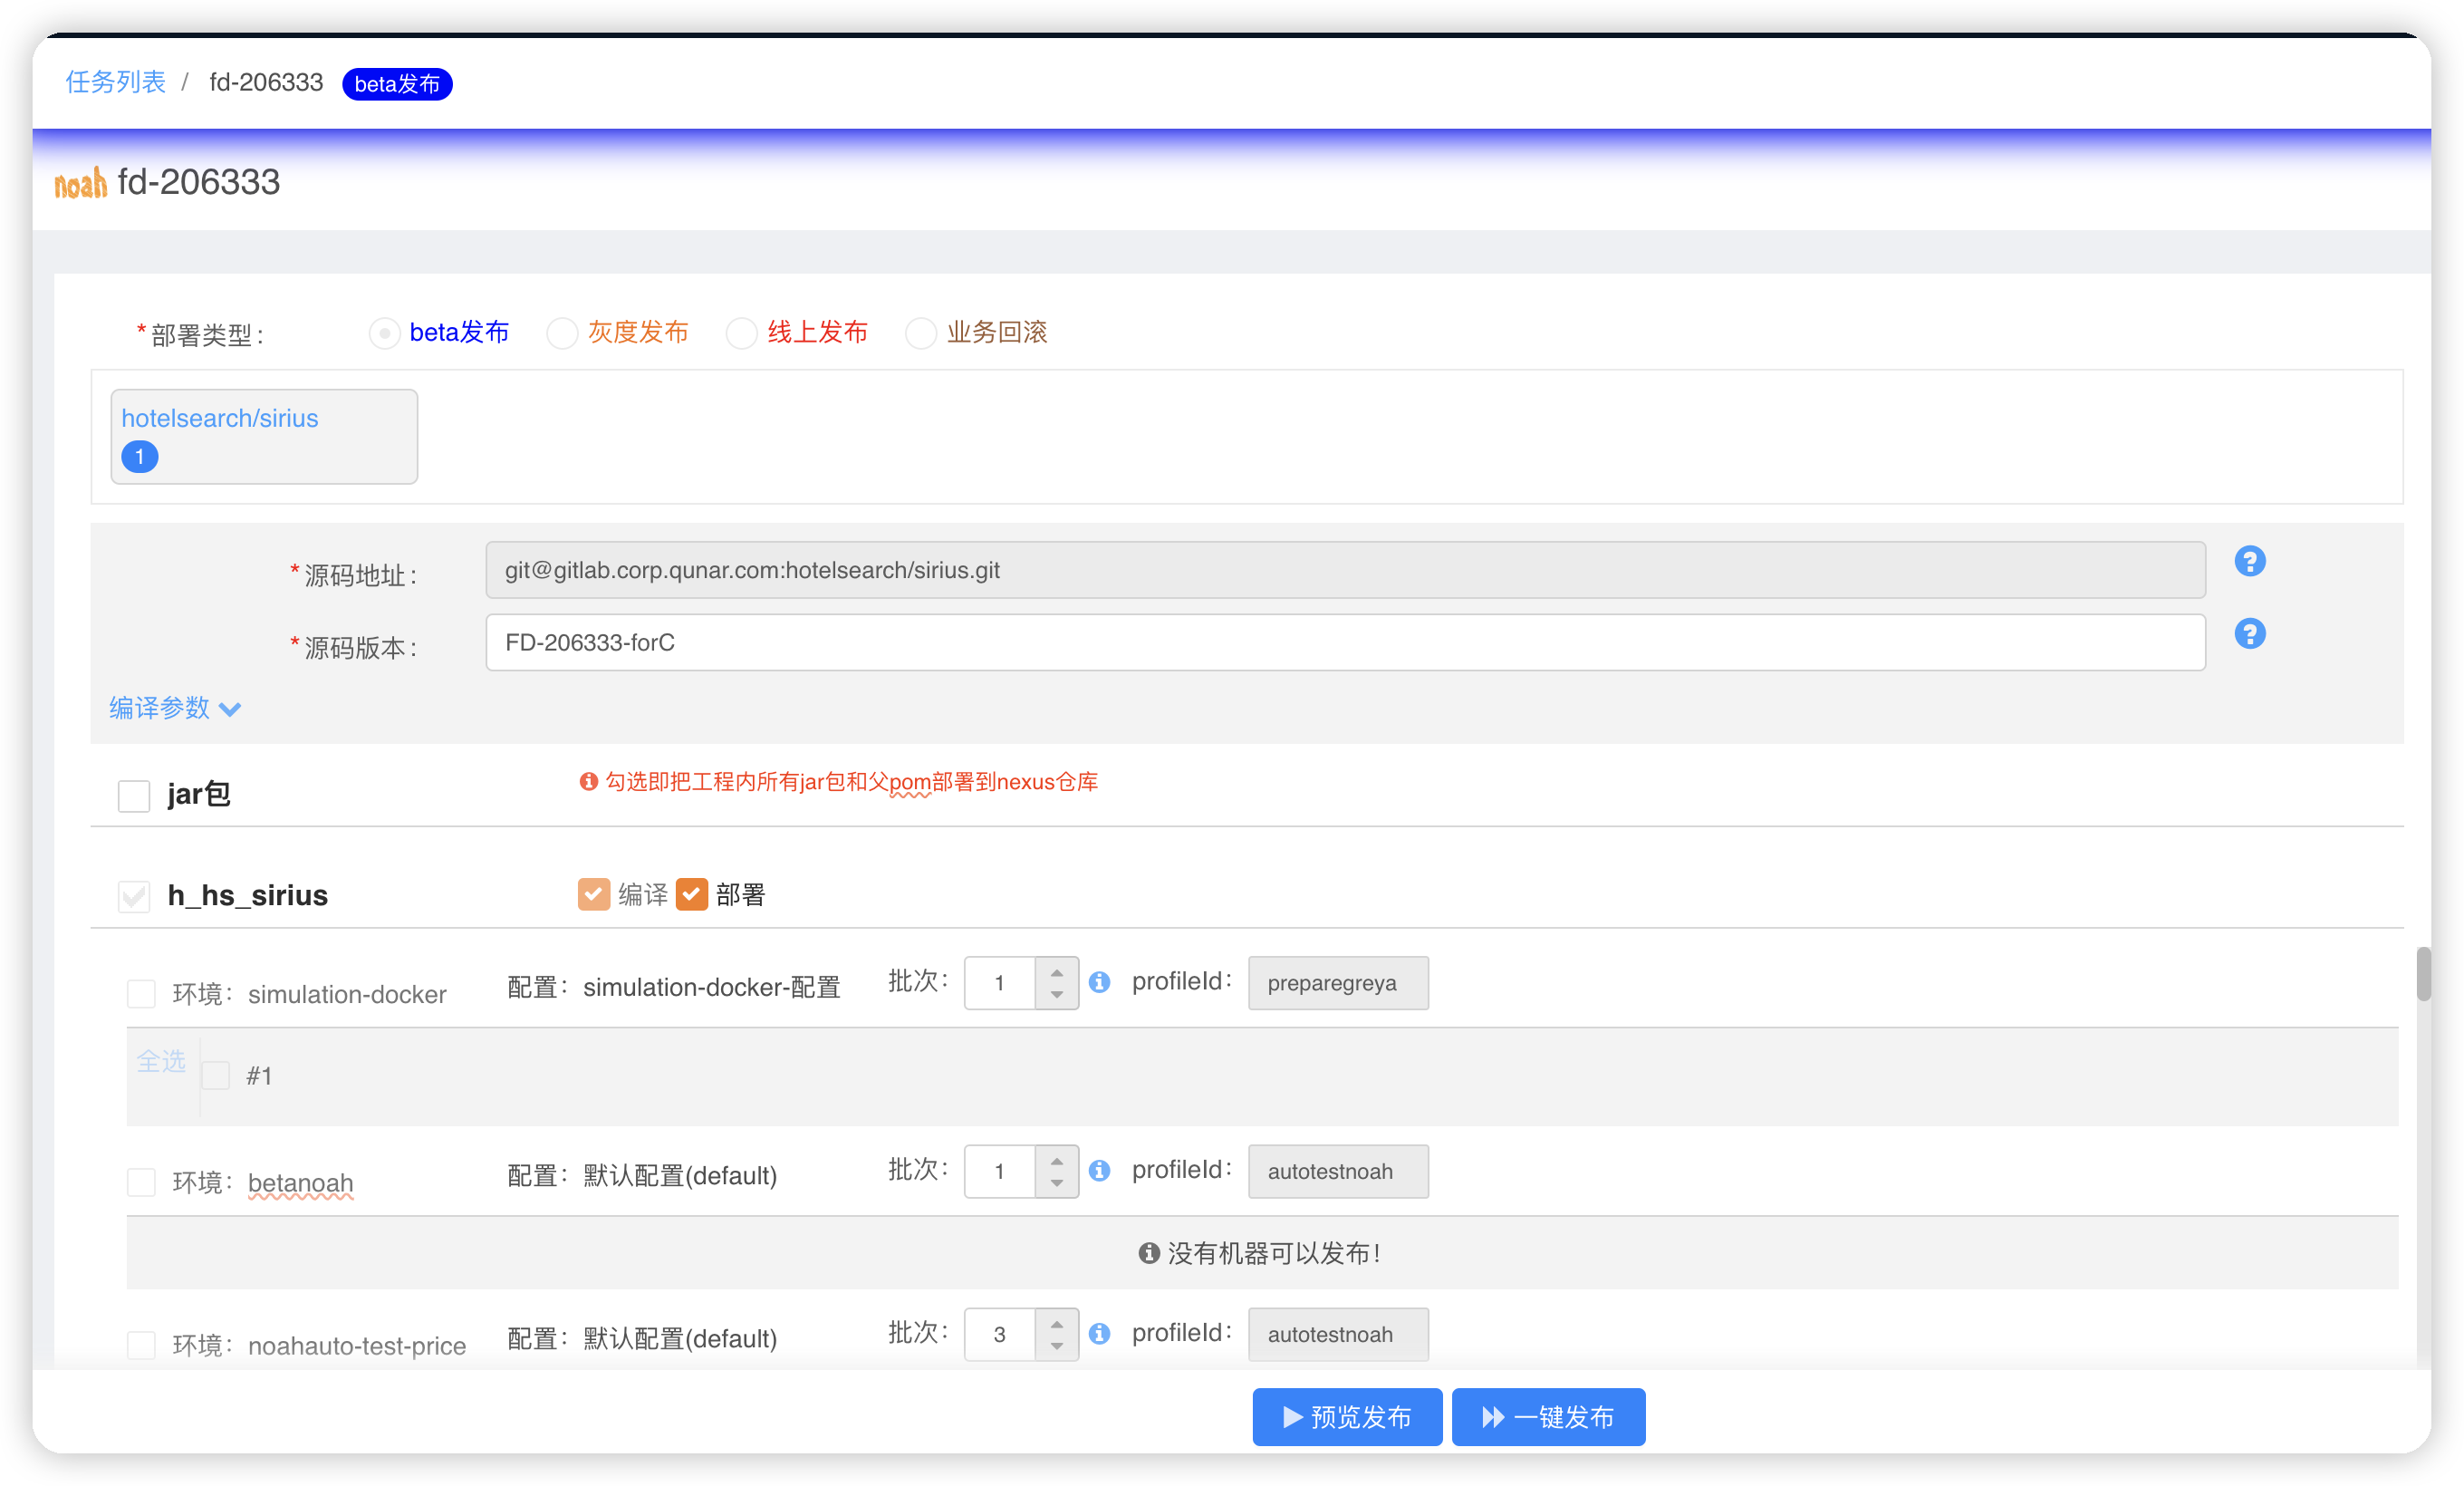 任务列表 / fd-206333 beta发布
noah fd-206333
*部署类型: beta发布 灰度发布 线上发布 业务回滚
hotelsearch/sirius
1
*源码地址: git@gitlab.corp.qunar.com:hotelsearch/sirius.git
*源码版本: FD-206333-forC
编译参数
jar包 勾选即把工程内所有jar包和父pom部署到nexus仓库
h_hs_sirius 编译 部署
环境: simulation-docker 配置: simulation-docker-配置 批次: 1 profileId: preparegreya
全选 #1
环境: betanoah 配置: 默认配置(default) 批次: 1 profileId: autotestnoah
没有机器可以发布!
环境: noahauto-test-price 配置: 默认配置(default) 批次: 3 profileId: autotestnoah
预览发布 一键发布